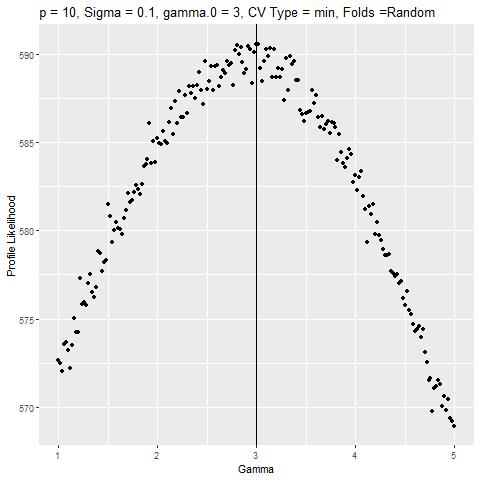 p = 10, Sigma = 0.1, gamma.0 = 3, CV Type = min, Folds =Random
Profile Likelihood
590
585
580
575
570
1 2 3 4 5
Gamma